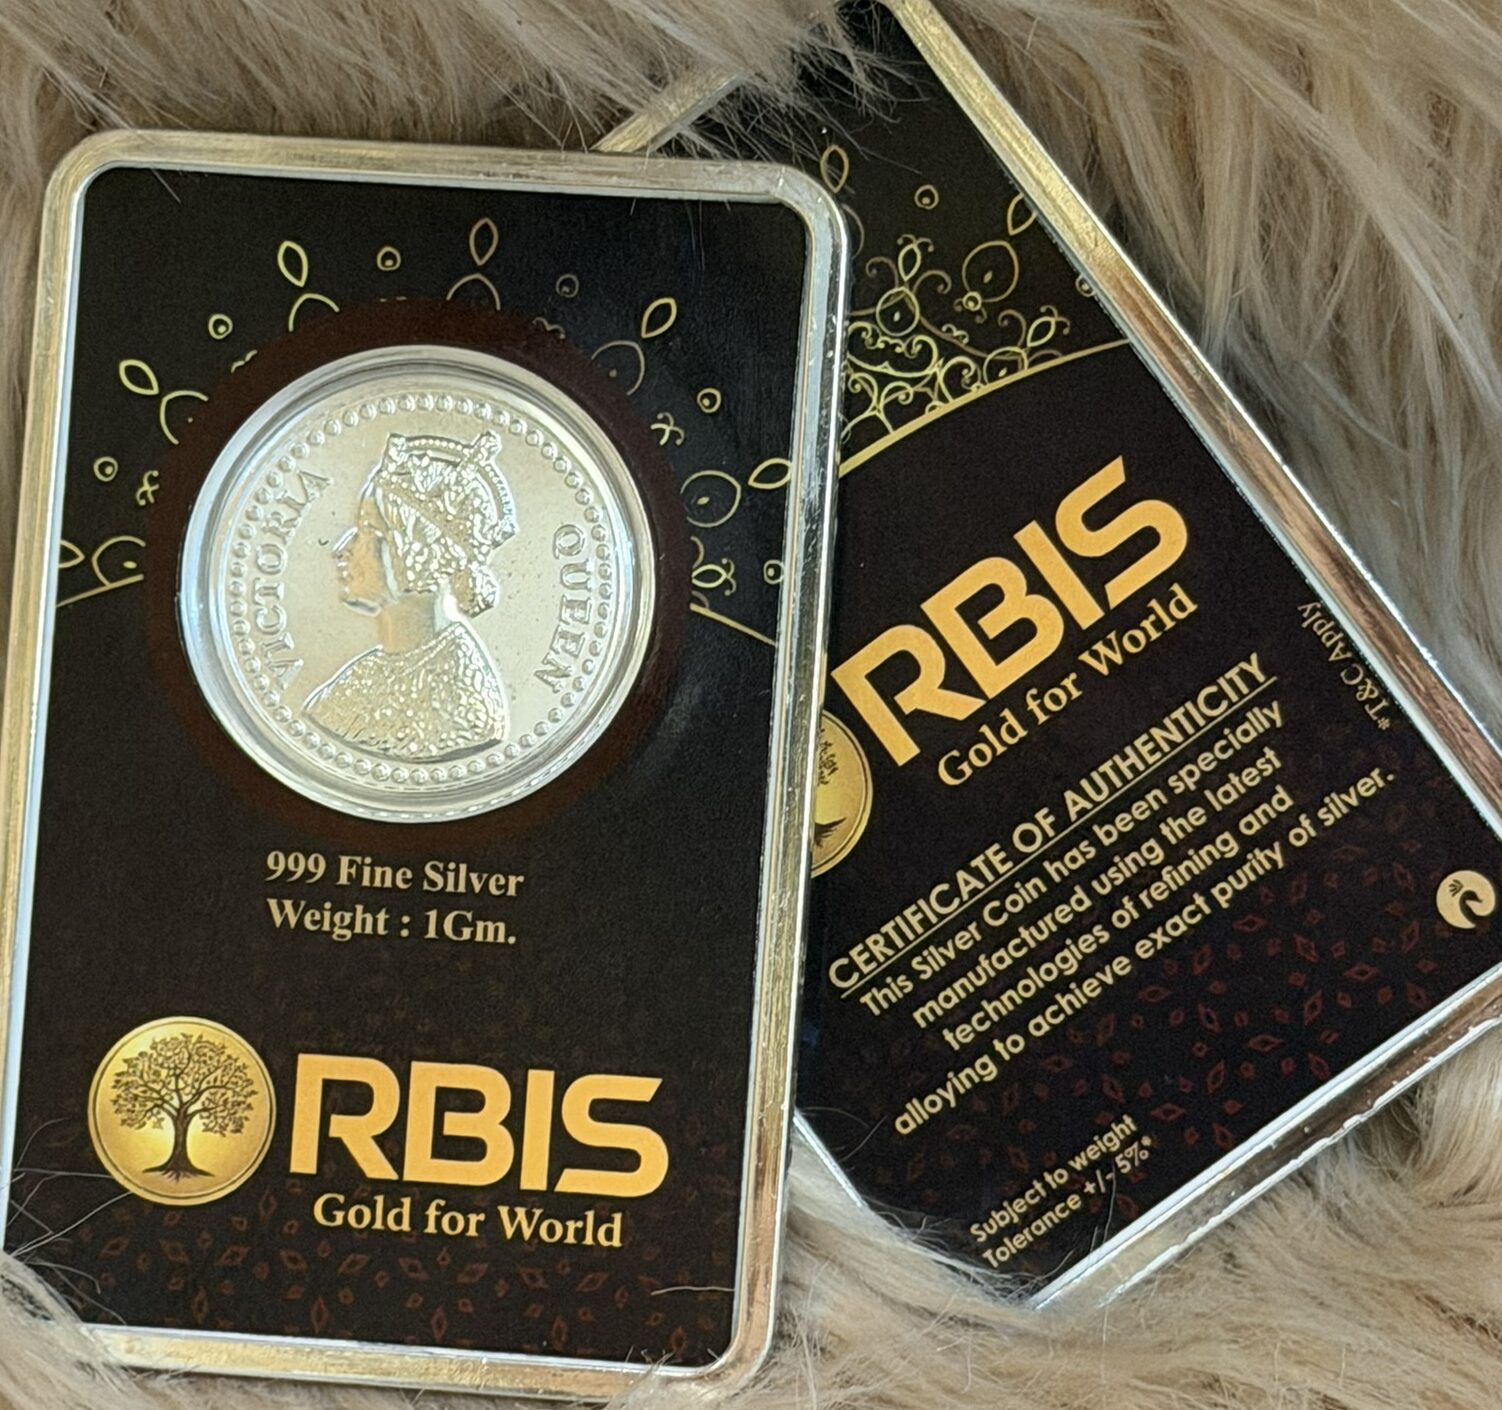 VICTORIA QUEEN
999 Fine Silver
Weight : 1Gm.
RBIS
Gold for World
RBIS
Gold for World
*T&C Apply
CERTIFICATE OF AUTHENTICITY
This Silver Coin has been specially
manufactured using the latest
technologies of refining and
alloying to achieve exact purity of silver.
Subject to weight
Tolerance +/- 5%*